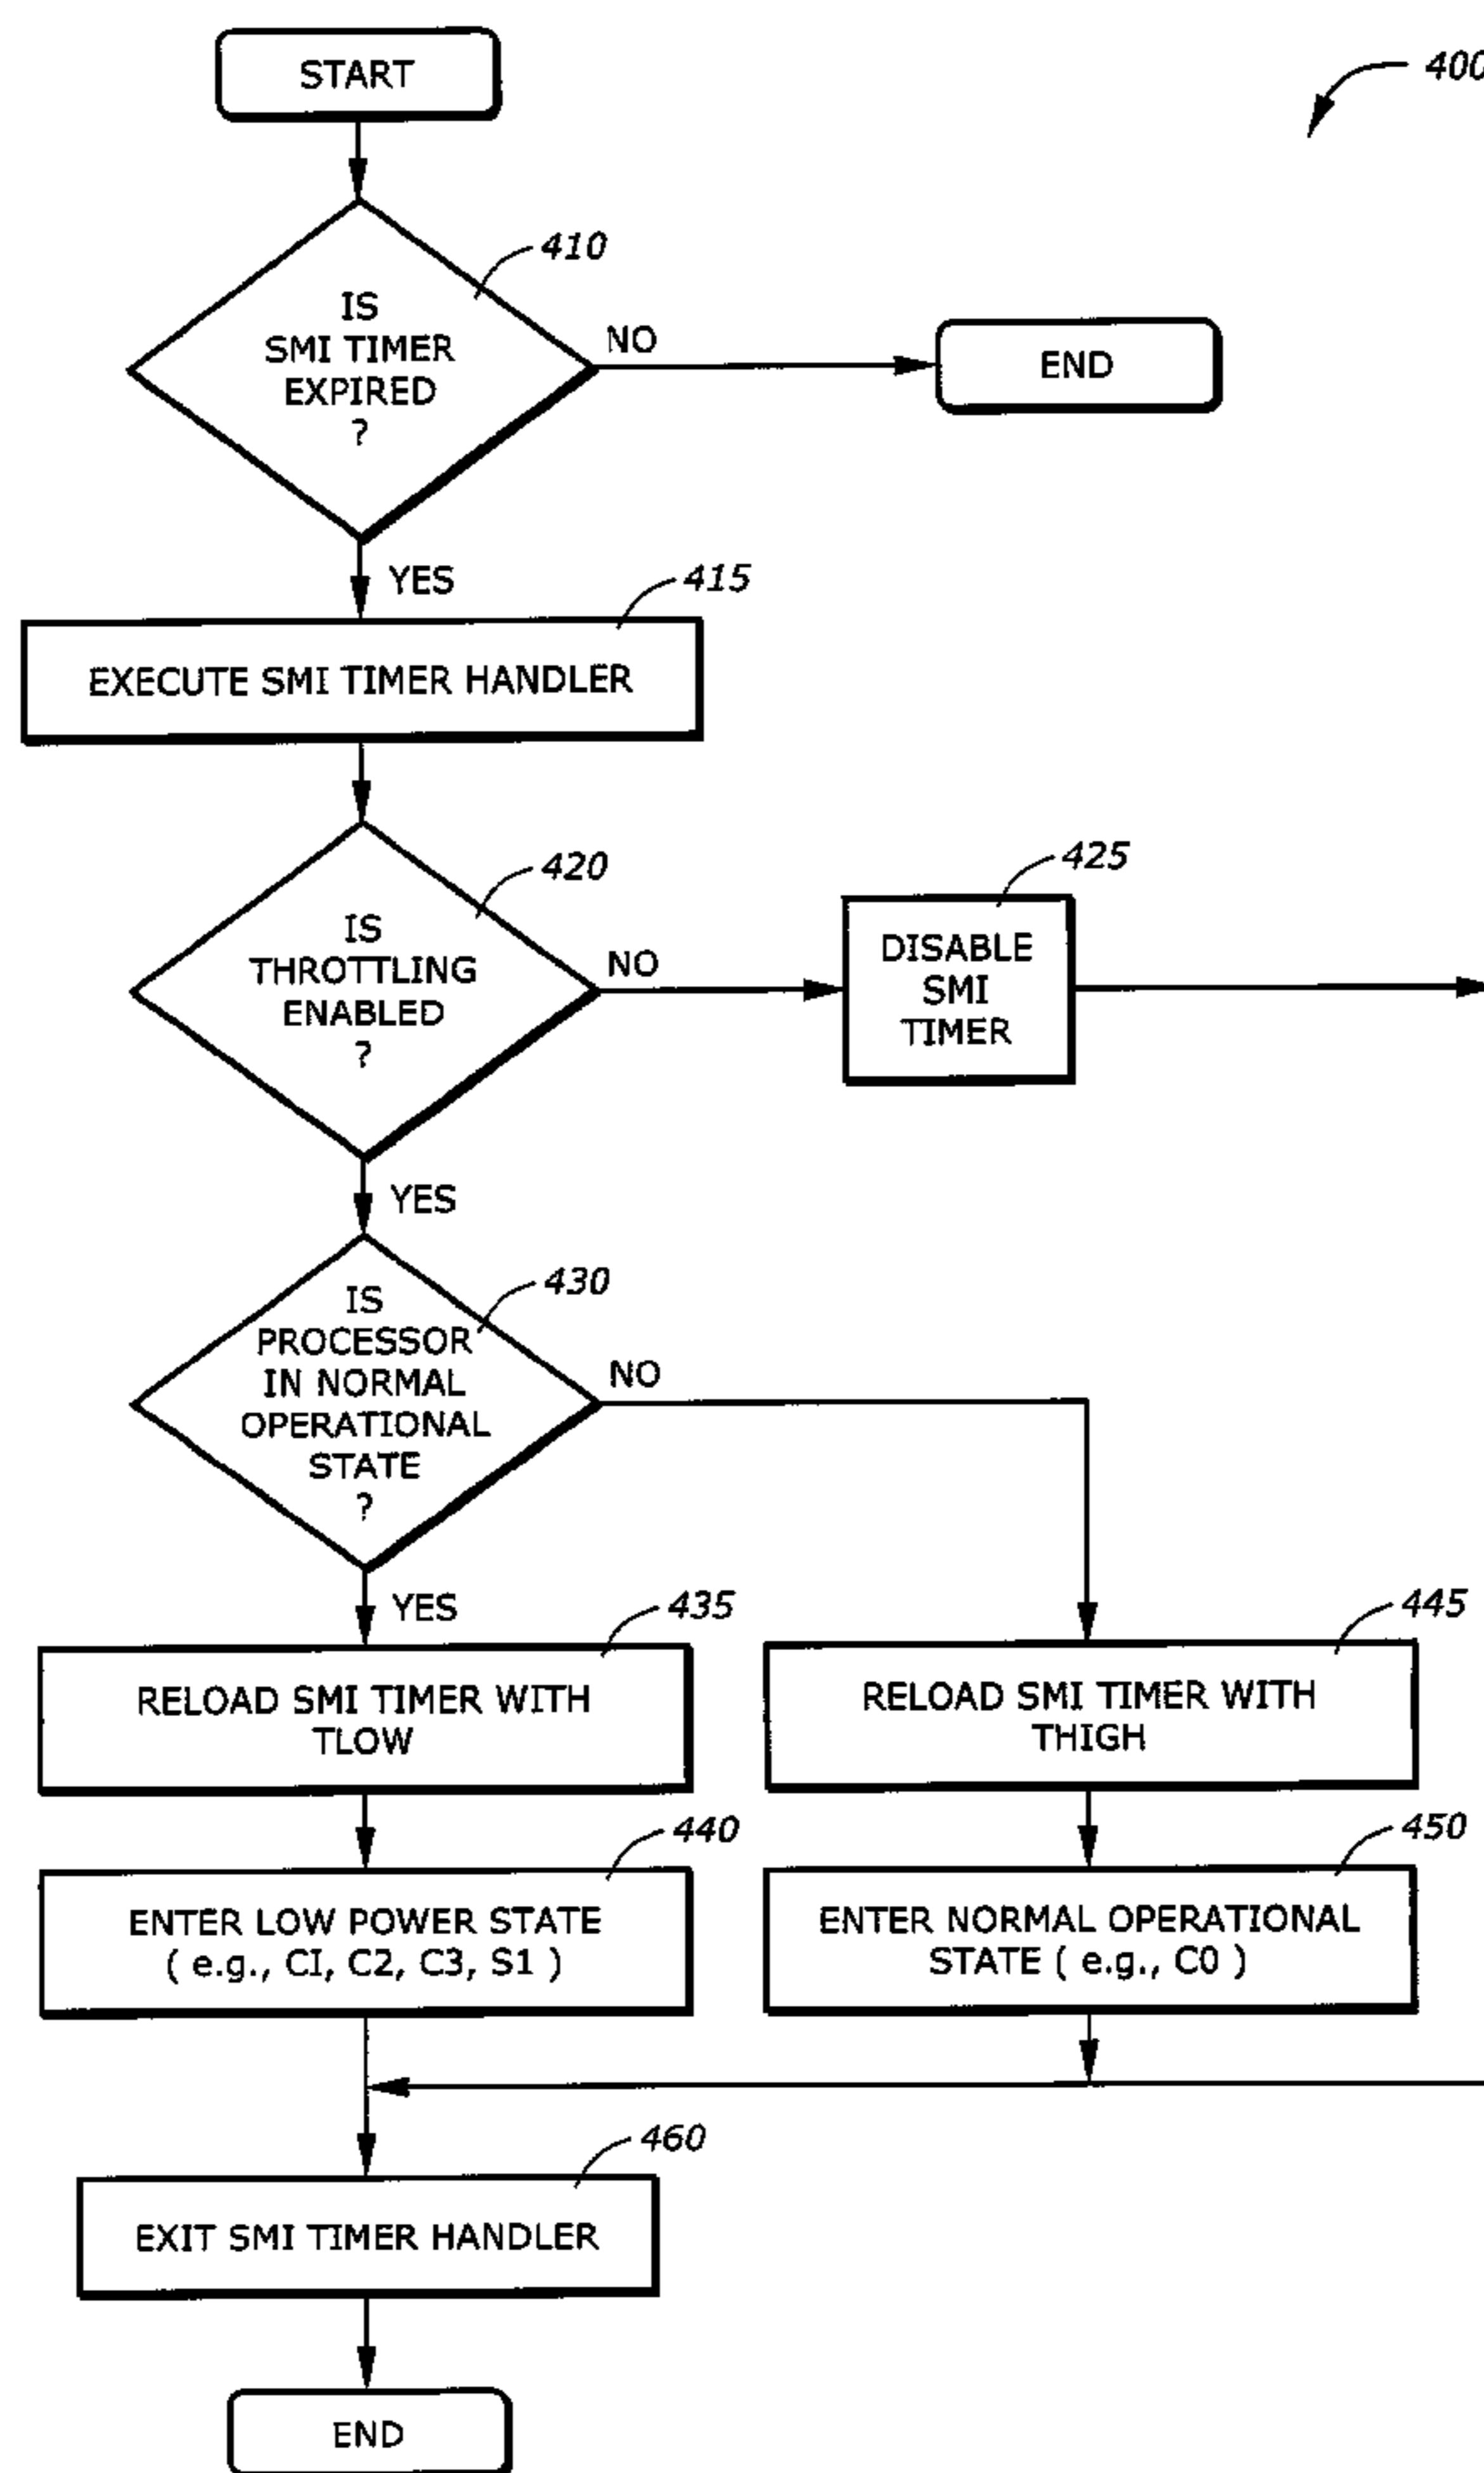 START
400
410
IS
SMI TIMER
EXPIRED
?
NO
END
YES
415
EXECUTE SMI TIMER HANDLER
420
IS
THROTTLING
ENABLED
?
NO
425
DISABLE
SMI
TIMER
YES
430
IS
PROCESSOR
IN NORMAL
OPERATIONAL
STATE
?
NO
YES
435
RELOAD SMI TIMER WITH
TLOW
445
RELOAD SMI TIMER WITH
THIGH
440
ENTER LOW POWER STATE
( e.g., CI, C2, C3, S1 )
450
ENTER NORMAL OPERATIONAL
STATE ( e.g., C0 )
460
EXIT SMI TIMER HANDLER
END